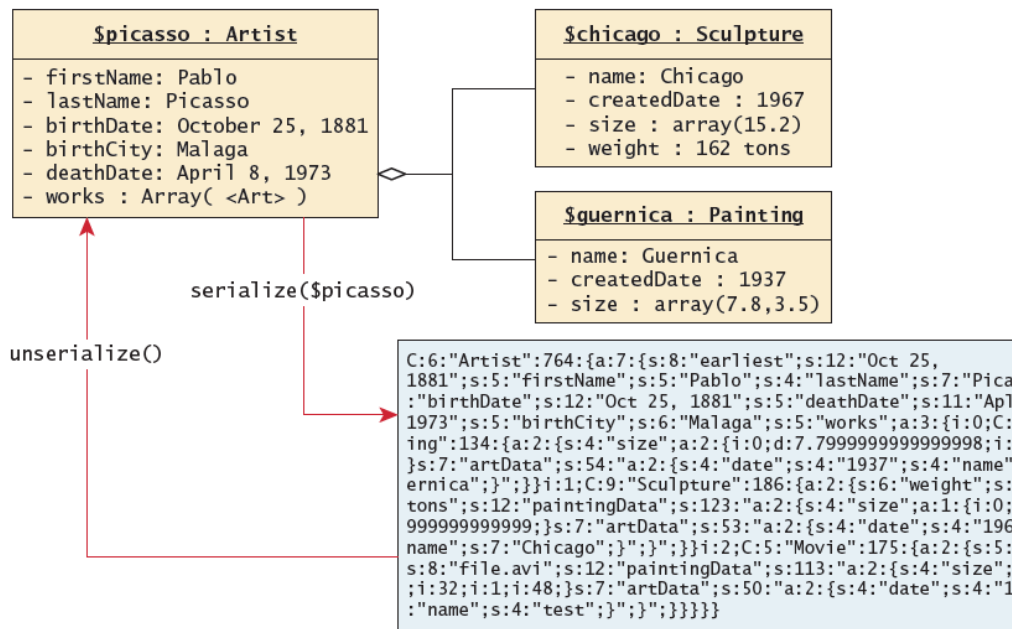 $picasso : Artist
- firstName: Pablo
- lastName: Picasso
- birthDate: October 25, 1881
- birthCity: Malaga
- deathDate: April 8, 1973
- works : Array( <Art> )
$chicago : Sculpture
- name: Chicago
- createdDate : 1967
- size : array(15.2)
- weight : 162 tons
$guernica : Painting
- name: Guernica
- createdDate : 1937
- size : array(7.8,3.5)
serialize($picasso)
unserialize()
C:6:"Artist":764:{a:7:{s:8:"earliest";s:12:"Oct 25,
1881";s:5:"firstName";s:5:"Pablo";s:4:"lastName";s:7:"Pica
:"birthDate";s:12:"Oct 25, 1881";s:5:"deathDate";s:11:"Apl
1973";s:5:"birthCity";s:6:"Malaga";s:5:"works";a:3:{i:0;C:
ing":134:{a:2:{s:4:"size";a:2:{i:0;d:7.7999999999999998;i:
}s:7:"artData";s:54:"a:2:{s:4:"date";s:4:"1937";s:4:"name"
ernica";}";}}i:1;C:9:"Sculpture":186:{a:2:{s:6:"weight";s:
tons";s:12:"paintingData";s:123:"a:2:{s:4:"size";a:1:{i:0;
999999999999;}s:7:"artData";s:53:"a:2:{s:4:"date";s:4:"196
name";s:7:"Chicago";}";}";}}i:2;C:5:"Movie":175:{a:2:{s:5:
s:8:"file.avi";s:12:"paintingData";s:113:"a:2:{s:4:"size";
;i:32;i:1;i:48;}s:7:"artData";s:50:"a:2:{s:4:"date";s:4:"1
:"name";s:4:"test";}";}";}}}}}